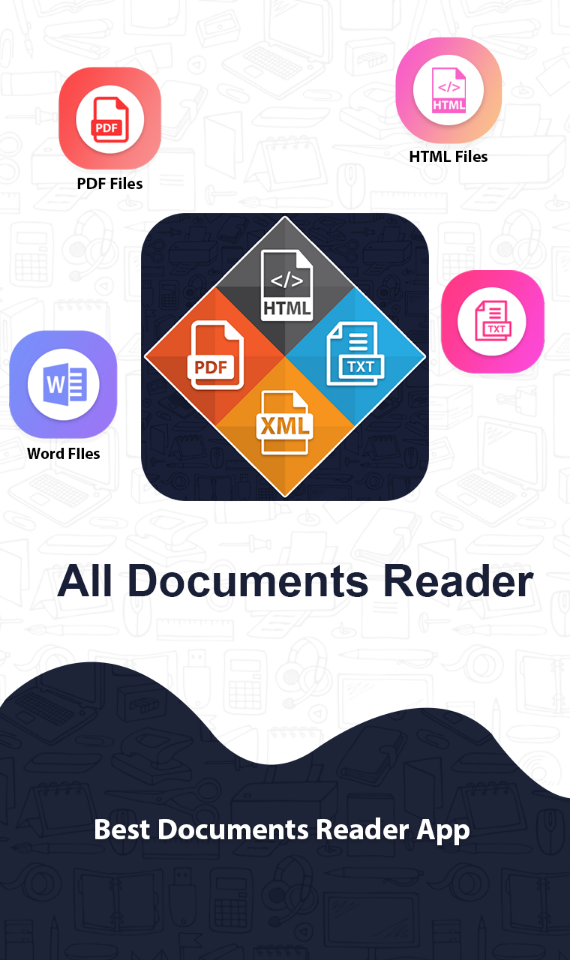 PDF
PDF Files
</>
HTML
HTML Files
</>
HTML
PDF
TXT
XML
TXT
W
Word FIles
All Documents Reader
Best Documents Reader App